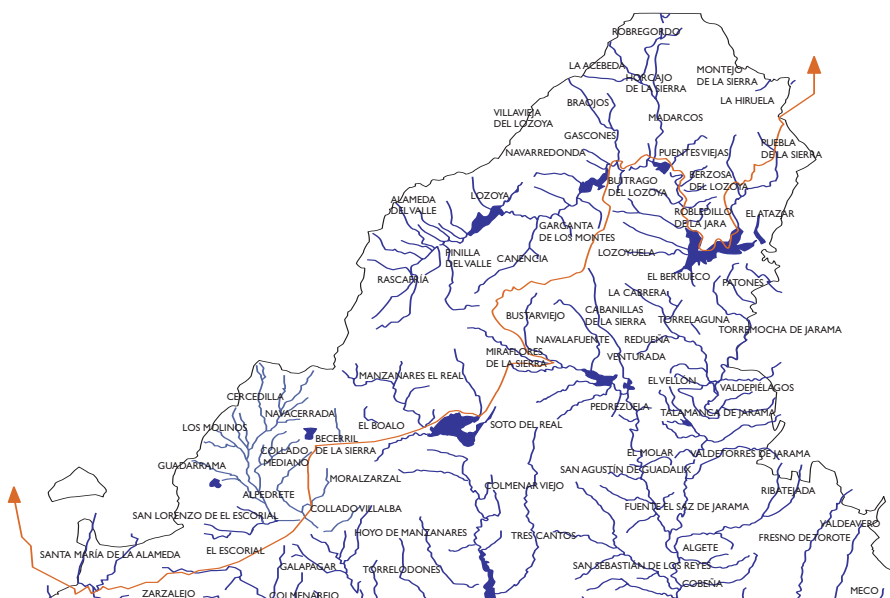 ROBREGORDO
LA ACEBEDA
HORCAJO
DE LA SIERRA
MONTEJO
DE LA SIERRA
LA HIRUELA
BRAOJOS
VILLAVIEJA
DEL LOZOYA
MADARCOS
GASCONES
NAVARREDONDA
PUENTES VIEJAS
PUEBLA
DE LA SIERRA
BUITRAGO
DEL LOZOYA
BERZOSA
DEL LOZOYA
ALAMEDA
DEL VALLE
LOZOYA
ROBLEDILLO
DE LA JARA
EL ATAZAR
GARGANTA
DE LOS MONTES
PINILLA
DEL VALLE
CANENCIA
LOZOYUELA
RASCAFRÍA
EL BERRUECO
PATONES
LA CABRERA
BUSTARVIEJO
CABANILLAS
DE LA SIERRA
TORRELAGUNA
TORREMOCHA DE JARAMA
NAVALAFUENTE
REDUEÑA
MIRAFLORES
DE LA SIERRA
VENTURADA
MANZANARES EL REAL
EL VELLON
VALDEPIÉLAGOS
CERCEDILLA
NAVACERRADA
PEDREZUELA
TALAMANCA DE JARAMA
LOS MOLINOS
EL BOALO
SOTO DEL REAL
BECERRIL
DE LA SIERRA
COLLADO
MEDIANO
EL MOLAR
VALDETORRES DE JARAMA
GUADARRAMA
MORALZARZAL
SAN AGUSTÍN DE GUADALIX
COLMENAR VIEJO
RIBATEJADA
ALPEDRETE
COLLADO VILLALBA
FUENTE EL SAZ DE JARAMA
SAN LORENZO DE EL ESCORIAL
VALDEAVERO
HOYO DE MANZANARES
TRES CANTOS
FRESNO DE TOROTE
SANTA MARÍA DE LA ALAMEDA
EL ESCORIAL
ALGETE
GALAPAGAR
TORRELODONES
SAN SEBASTIÁN DE LOS REYES
COBEÑA
ZARZALEJO
COLMENAREJO
MECO